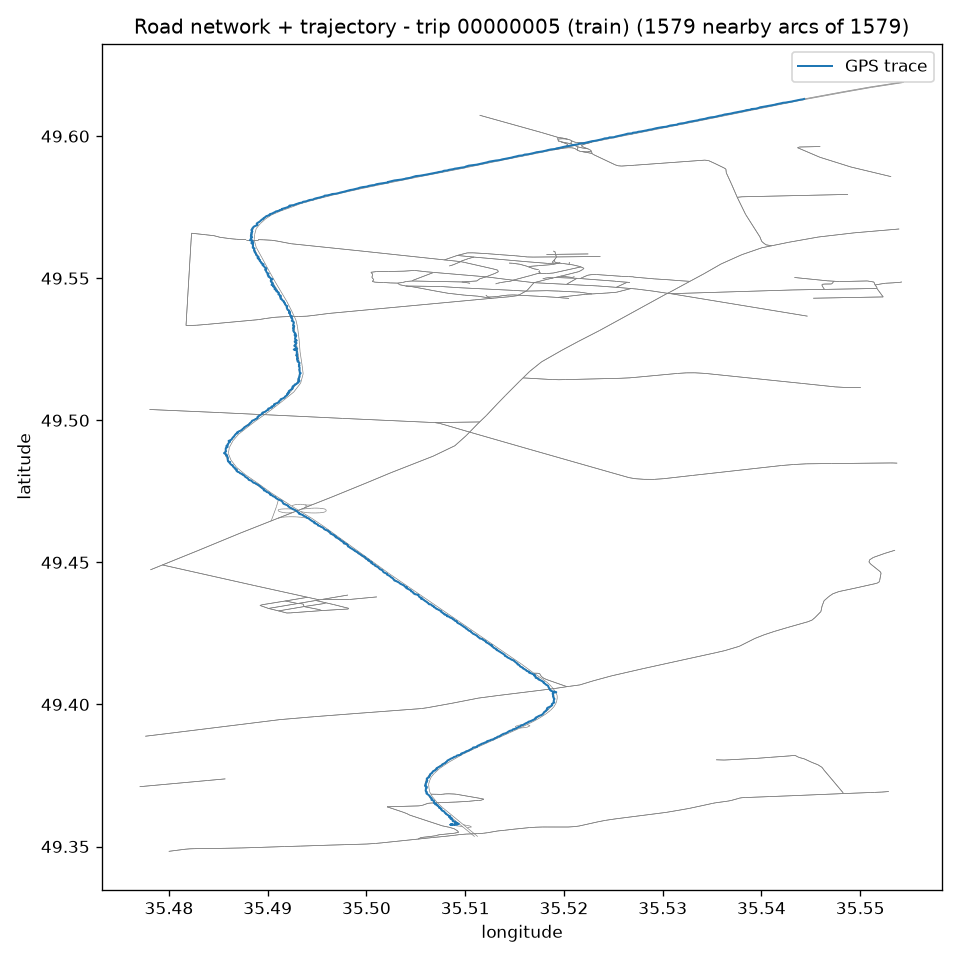 Road network + trajectory - trip 00000005 (train) (1579 nearby arcs of 1579)
GPS trace
49.60
49.55
49.50
49.45
49.40
49.35
latitude
35.48 35.49 35.50 35.51 35.52 35.53 35.54 35.55
longitude